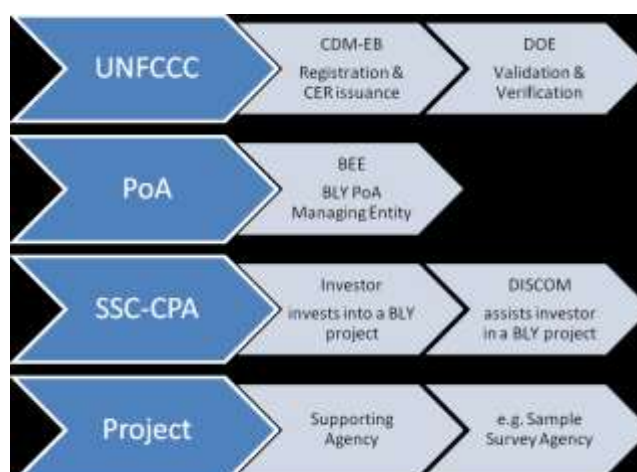 UNFCCC
CDM-EB
Registration &
CER issuance
DOE
Validation &
Verification
PoA
BEE
BLY PoA
Managing Entity
SSC-CPA
Investor
invests into a BLY
project
DISCOM
assists investor
in a BLY project
Project
Supporting
Agency
e.g. Sample
Survey Agency